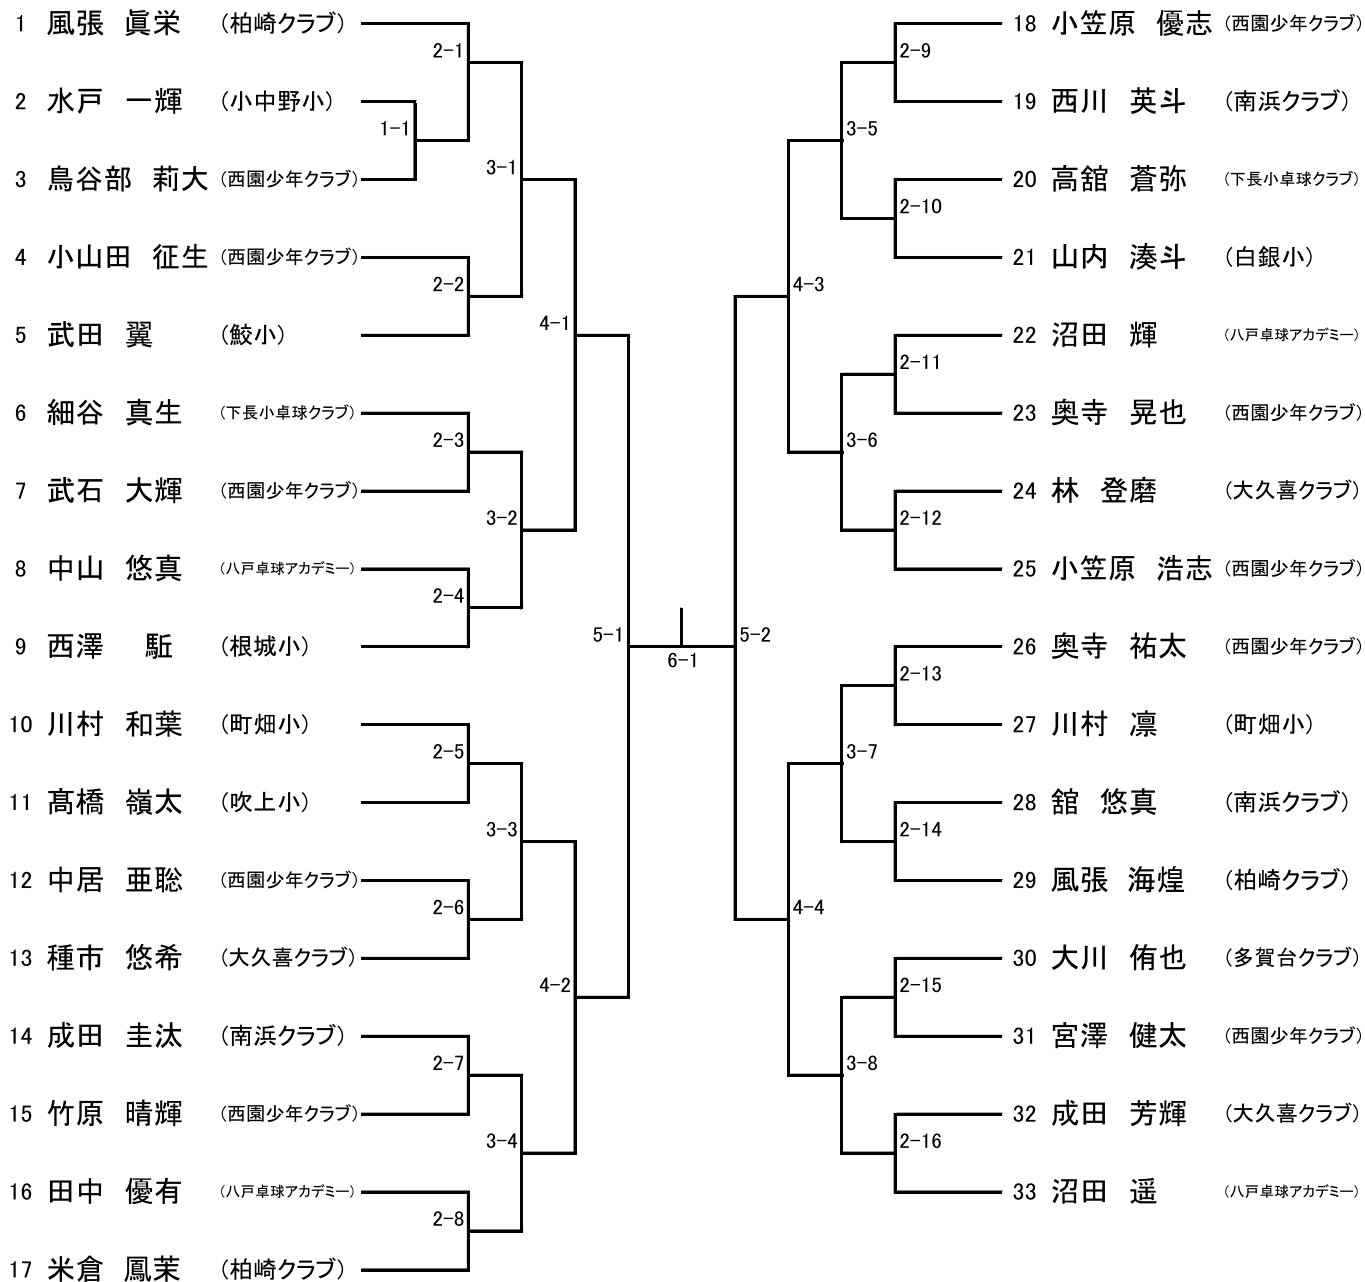 1 風張 眞栄 (柏崎クラブ)
2-1
2 水戸 一輝 (小中野小)
1-1
3 鳥谷部 莉大 (西園少年クラブ)
3-1
4 小山田 征生 (西園少年クラブ)
2-2
5 武田 翼 (鮫小)
4-1
6 細谷 真生 (下長小卓球クラブ)
2-3
7 武石 大輝 (西園少年クラブ)
3-2
8 中山 悠真 (八戸卓球アカデミー)
2-4
9 西澤 駈 (根城小)
5-1
6-1
10 川村 和葉 (町畑小)
2-5
11 髙橋 嶺太 (吹上小)
3-3
12 中居 亜聡 (西園少年クラブ)
2-6
13 種市 悠希 (大久喜クラブ)
4-2
14 成田 圭汰 (南浜クラブ)
2-7
15 竹原 晴輝 (西園少年クラブ)
3-4
16 田中 優有 (八戸卓球アカデミー)
2-8
17 米倉 鳳茉 (柏崎クラブ)
18 小笠原 優志 (西園少年クラブ)
2-9
19 西川 英斗 (南浜クラブ)
3-5
20 高舘 蒼弥 (下長小卓球クラブ)
2-10
21 山内 湊斗 (白銀小)
4-3
22 沼田 輝 (八戸卓球アカデミー)
2-11
23 奥寺 晃也 (西園少年クラブ)
3-6
24 林 登磨 (大久喜クラブ)
2-12
25 小笠原 浩志 (西園少年クラブ)
5-2
26 奥寺 祐太 (西園少年クラブ)
2-13
27 川村 凛 (町畑小)
3-7
28 舘 悠真 (南浜クラブ)
2-14
29 風張 海煌 (柏崎クラブ)
4-4
30 大川 侑也 (多賀台クラブ)
2-15
31 宮澤 健太 (西園少年クラブ)
3-8
32 成田 芳輝 (大久喜クラブ)
2-16
33 沼田 遥 (八戸卓球アカデミー)